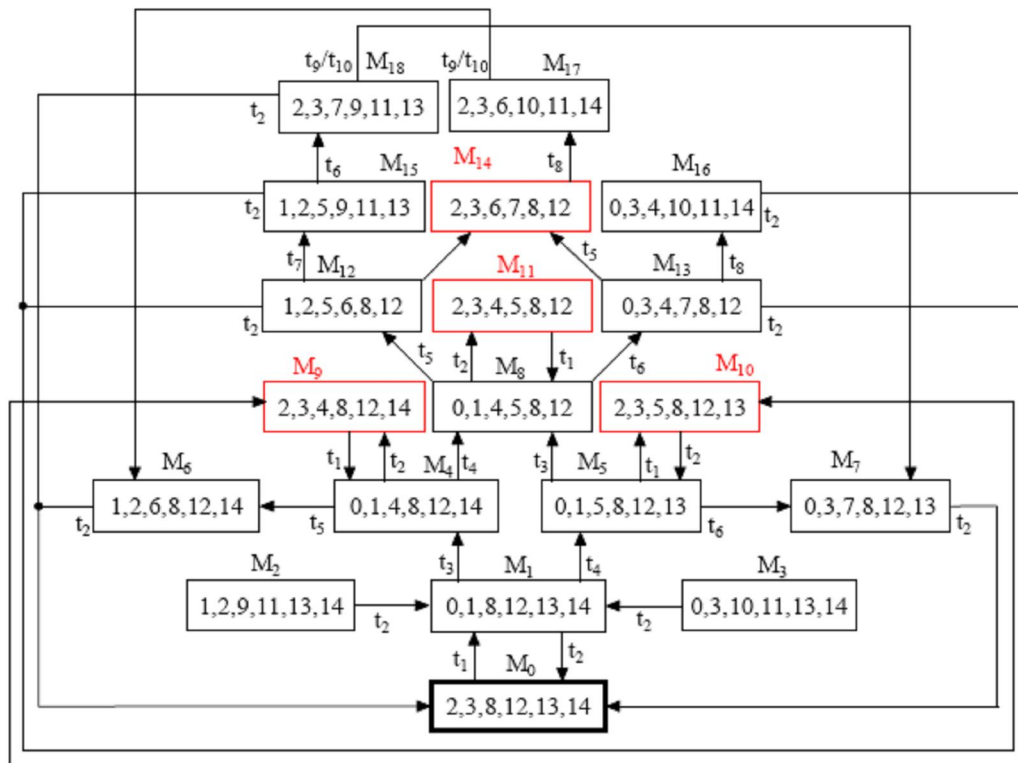 t9/t10 M18 t9/t10 M17
2,3,7,9,11,13 2,3,6,10,11,14
t2
t6 M15 M14 t8 M16
1,2,5,9,11,13 2,3,6,7,8,12 0,3,4,10,11,14
t2 t2
t7 M12 t5 M13 t8
M11
1,2,5,6,8,12 2,3,4,5,8,12 0,3,4,7,8,12
t2 t2
t5 t2 M8 t1 t6
M9 M10
2,3,4,8,12,14 0,1,4,5,8,12 2,3,5,8,12,13
M6 t1 t2 M4 t4 t3 M5 t1 t2 M7
1,2,6,8,12,14 0,1,4,8,12,14 0,1,5,8,12,13 0,3,7,8,12,13
t2 t5 t6 t2
M2 t3 M1 t4 M3
1,2,9,11,13,14 0,1,8,12,13,14 0,3,10,11,13,14
t2 t2
t1 M0 t2
2,3,8,12,13,14